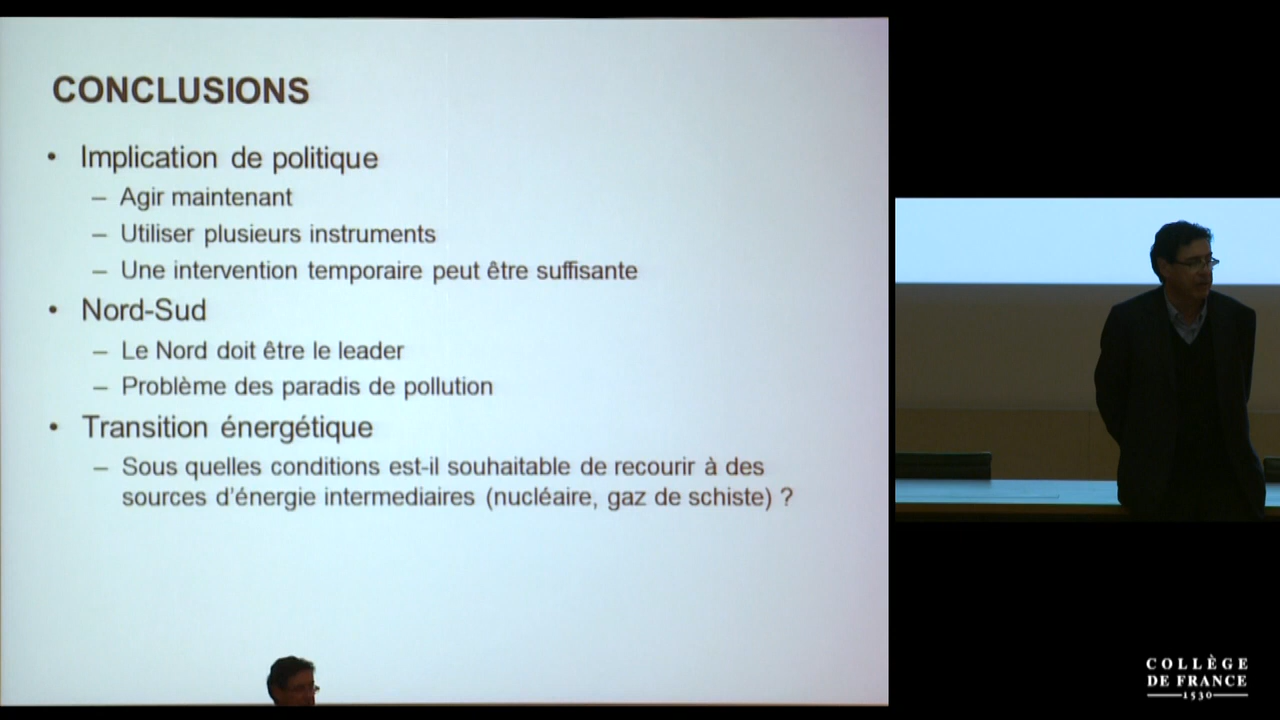 CONCLUSIONS
• Implication de politique
– Agir maintenant
– Utiliser plusieurs instruments
– Une intervention temporaire peut être suffisante
• Nord-Sud
– Le Nord doit être le leader
– Problème des paradis de pollution
• Transition énergétique
– Sous quelles conditions est-il souhaitable de recourir à des
sources d'énergie intermediaires (nucléaire, gaz de schiste) ?
COLLÈGE
DE FRANCE
1530